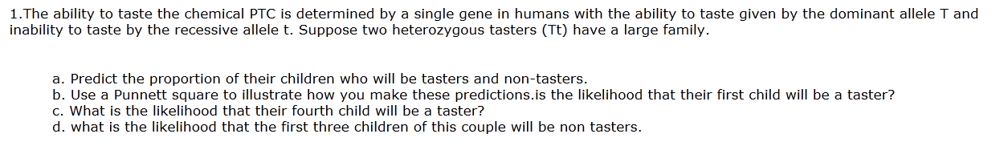 1.The ability to taste the chemical PTC is determined by a single gene in humans with the ability to taste given by the dominant allele T and
inability to taste by the recessive allele t. Suppose two heterozygous tasters (Tt) have a large family.
a. Predict the proportion of their children who will be tasters and non-tasters.
b. Use a Punnett square to illustrate how you make these predictions.is the likelihood that their first child will be a taster?
c. What is the likelihood that their fourth child will be a taster?
d. what is the likelihood that the first three children of this couple will be non tasters.